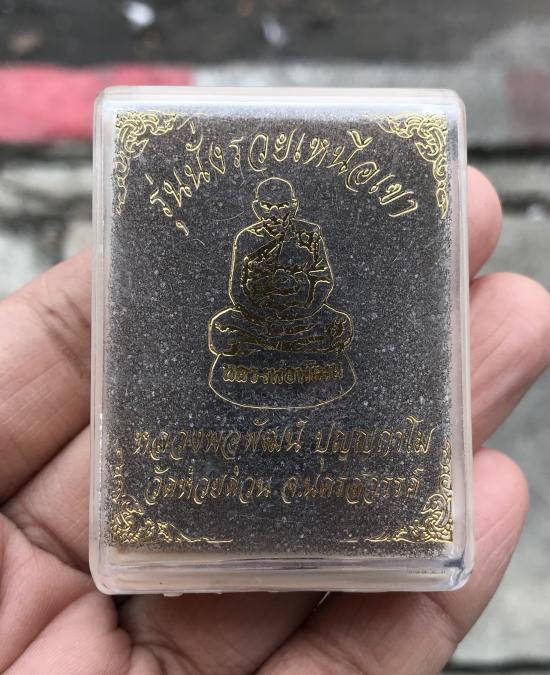 รุ่นนั่งรวยเหนือเขา
หลวงพ่อพัฒน์
หลวงพ่อพัฒน์ ปุญฺญกาโม
วัดห้วยด้วน จ.นครสวรรค์